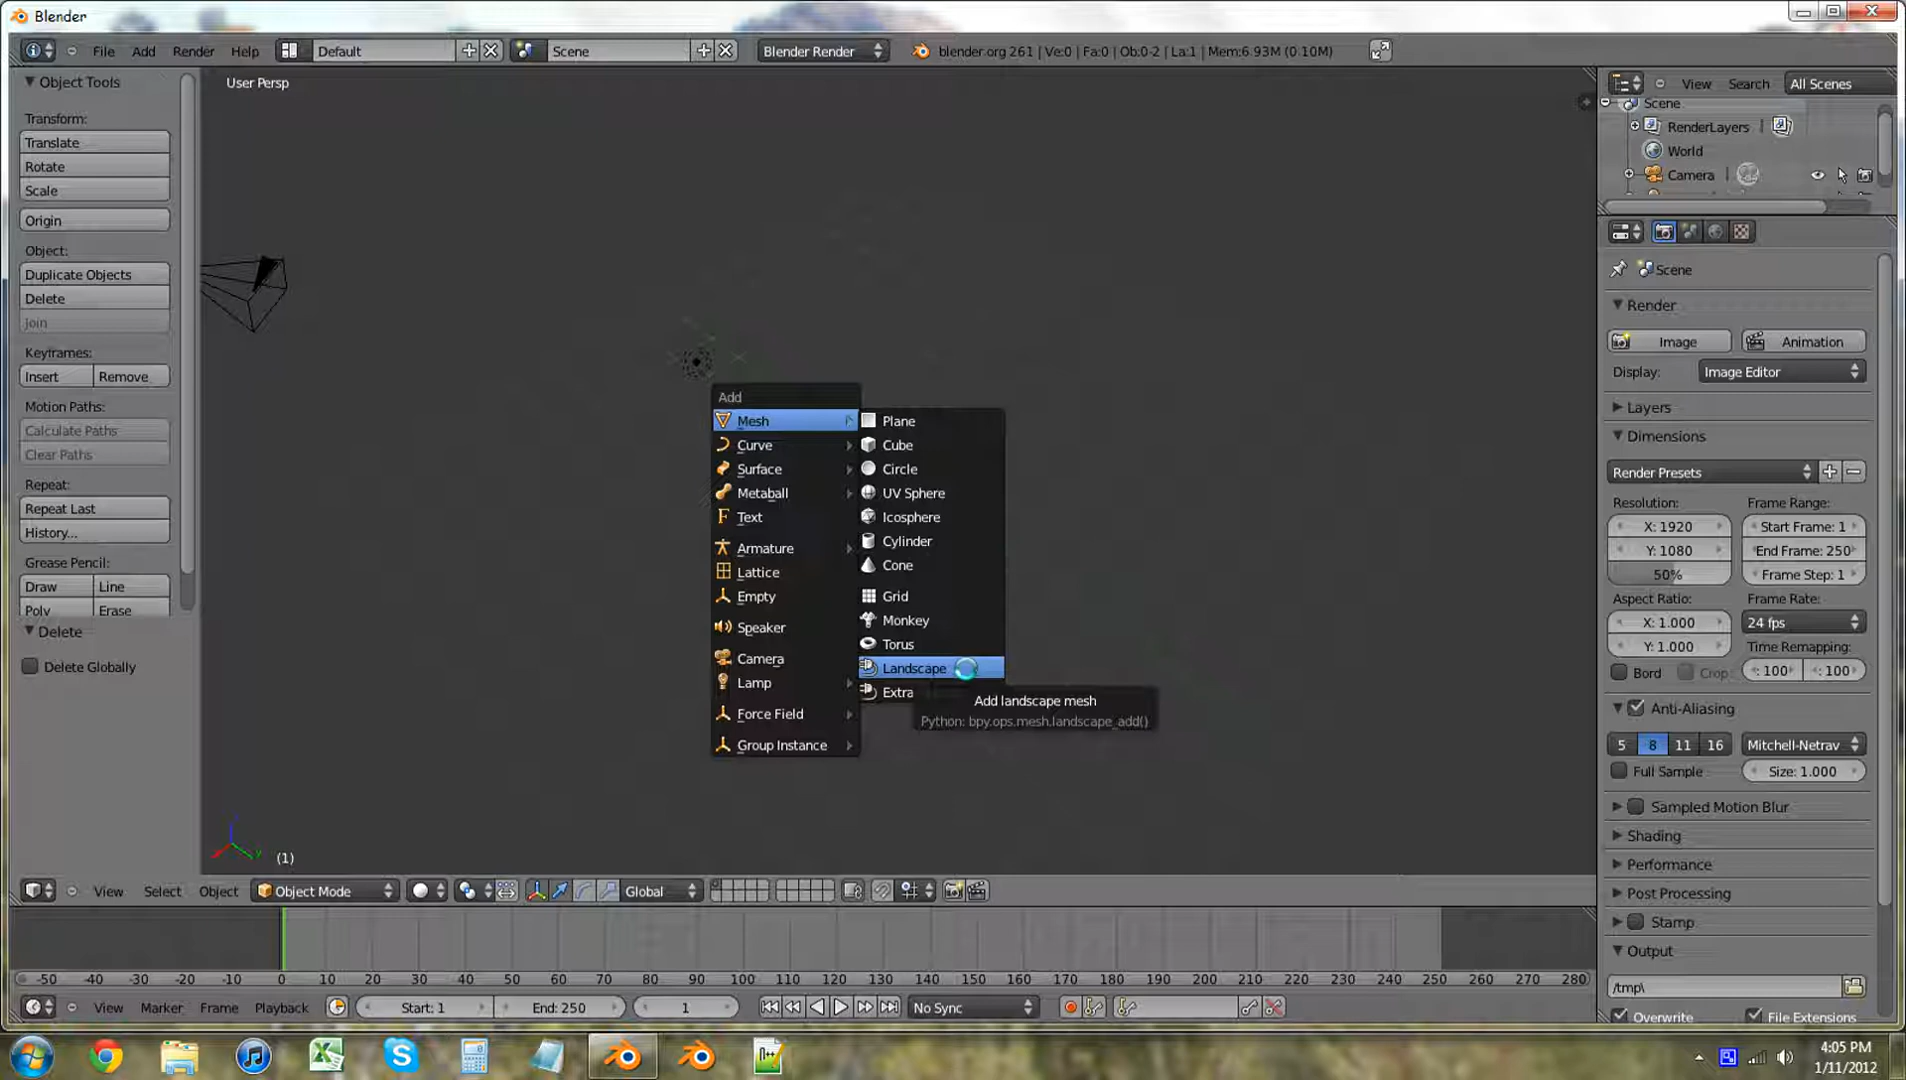 Blender
File Add Render Help Default Scene Blender Render blender.org 261 | Ve:0 | Fa:0 | Ob:0-2 | La:1 | Mem:6.93M (0.10M)
Object Tools
Transform:
Translate
Rotate
Scale
Origin
Object:
Duplicate Objects
Delete
Join
Keyframes:
Insert Remove
Motion Paths:
Calculate Paths
Clear Paths
Repeat:
Repeat Last
History...
Grease Pencil:
Draw Line
Poly Erase
Delete
Delete Globally
User Persp
Add
Mesh
Curve
Surface
Metaball
Text
Armature
Lattice
Empty
Speaker
Camera
Lamp
Force Field
Group Instance
Plane
Cube
Circle
UV Sphere
Icosphere
Cylinder
Cone
Grid
Monkey
Torus
Landscape
Extra
Add landscape mesh
Python: bpy.ops.mesh.landscape_add()
(1)
View Search All Scenes
Scene
RenderLayers
World
Camera
Scene
Render
Image Animation
Display: Image Editor
Layers
Dimensions
Render Presets
Resolution: Frame Range:
X: 1920 Start Frame: 1
Y: 1080 End Frame: 250
50% Frame Step: 1
Aspect Ratio: Frame Rate:
X: 1.000 24 fps
Y: 1.000 Time Remapping:
Bord Crop : 100 : 100
Anti-Aliasing
5 8 11 16 Mitchell-Netrav
Full Sample Size: 1.000
Sampled Motion Blur
Shading
Performance
Post Processing
Stamp
Output
/tmp\
Overwrite File Extensions
View Select Object Object Mode Global
-50 -40 -30 -20 -10 0 10 20 30 40 50 60 70 80 90 100 110 120 130 140 150 160 170 180 190 200 210 220 230 240 250 260 270 280
View Marker Frame Playback Start: 1 End: 250 1 No Sync
4:05 PM
1/11/2012